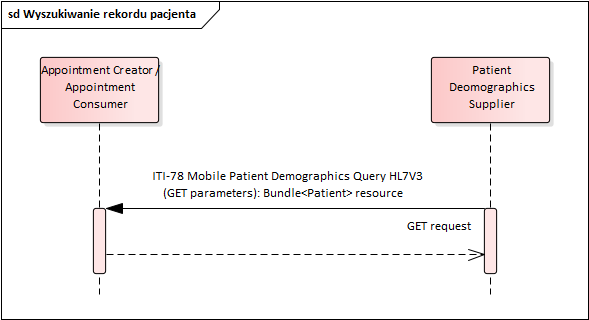 sd Wyszukiwanie rekordu pacjenta
Appointment Creator /
Appointment
Consumer
Patient
Deomographics
Supplier
ITI-78 Mobile Patient Demographics Query HL7V3
(GET parameters): Bundle<Patient> resource
GET request